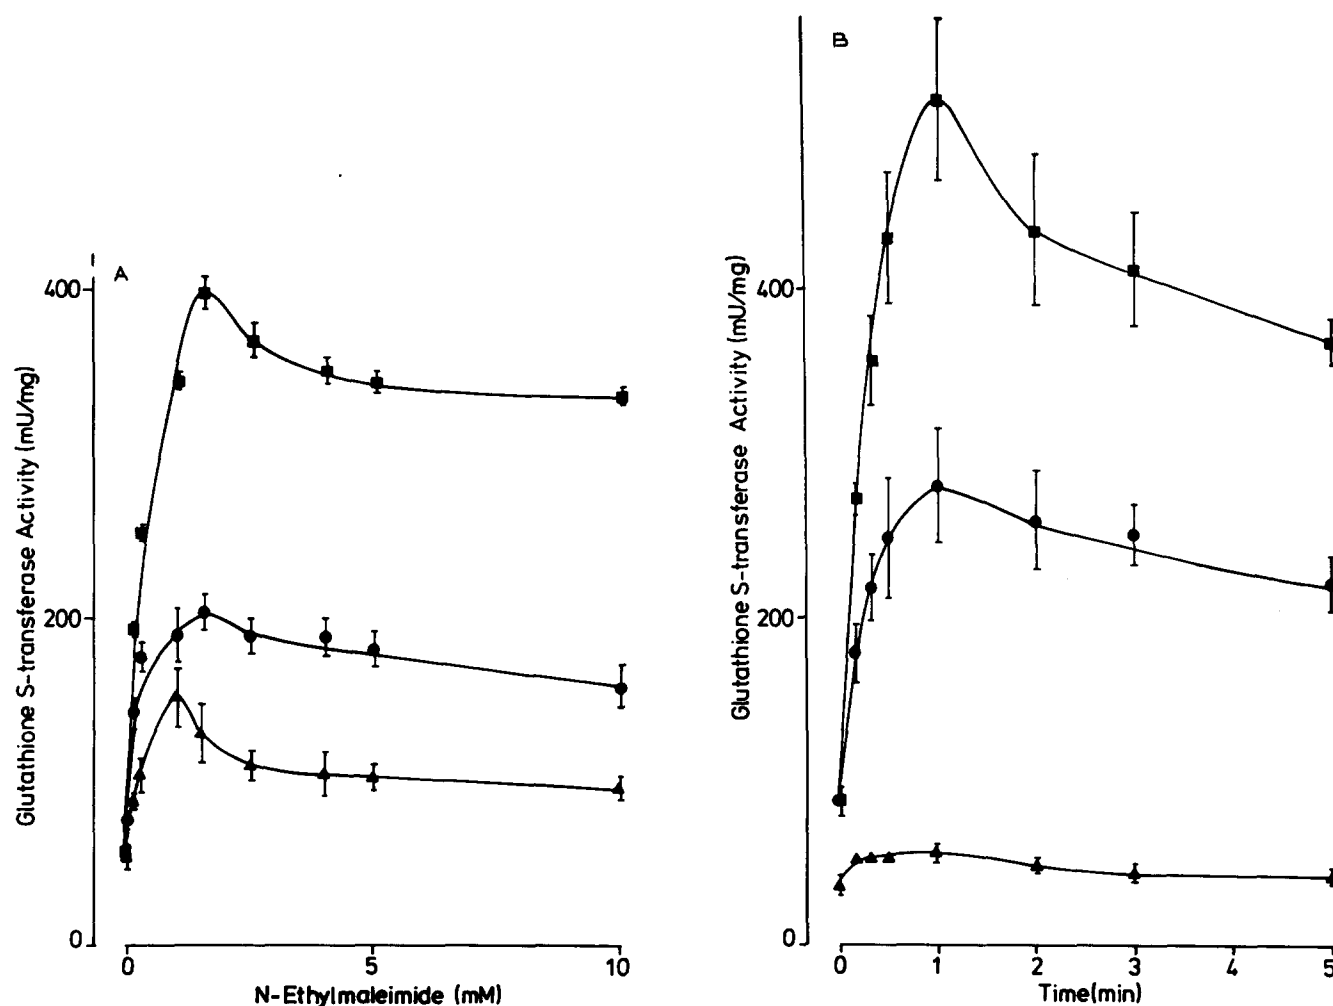 A
400
200
0
Glutathione S-transferase Activity (mU/mg)
0 5 10
N-Ethylmaleimide (mM)
B
400
200
0
Glutathione S-transferase Activity (mU/mg)
0 1 2 3 4 5
Time(min)